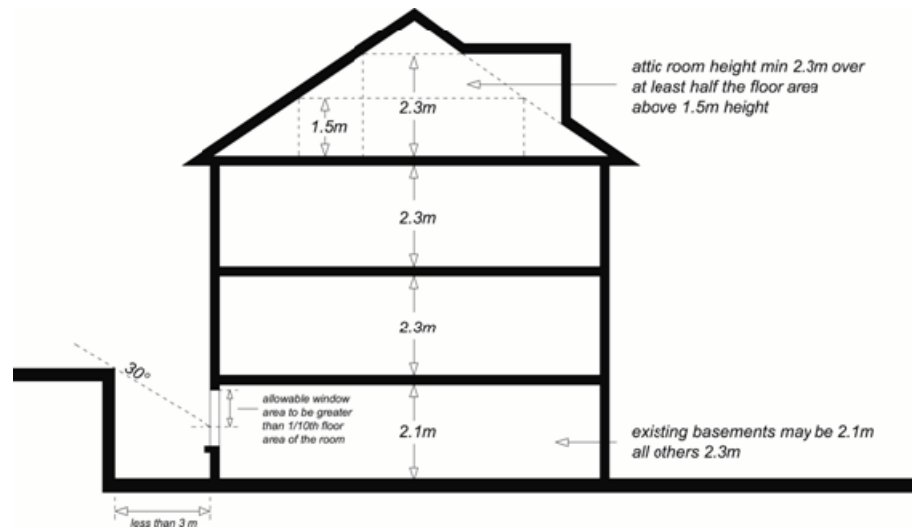 attic room height min 2.3m over
at least half the floor area
above 1.5m height
2.3m
1.5m
2.3m
2.3m
30°
allowable window
area to be greater
than 1/10th floor
area of the room
2.1m
existing basements may be 2.1m
all others 2.3m
less than 3 m